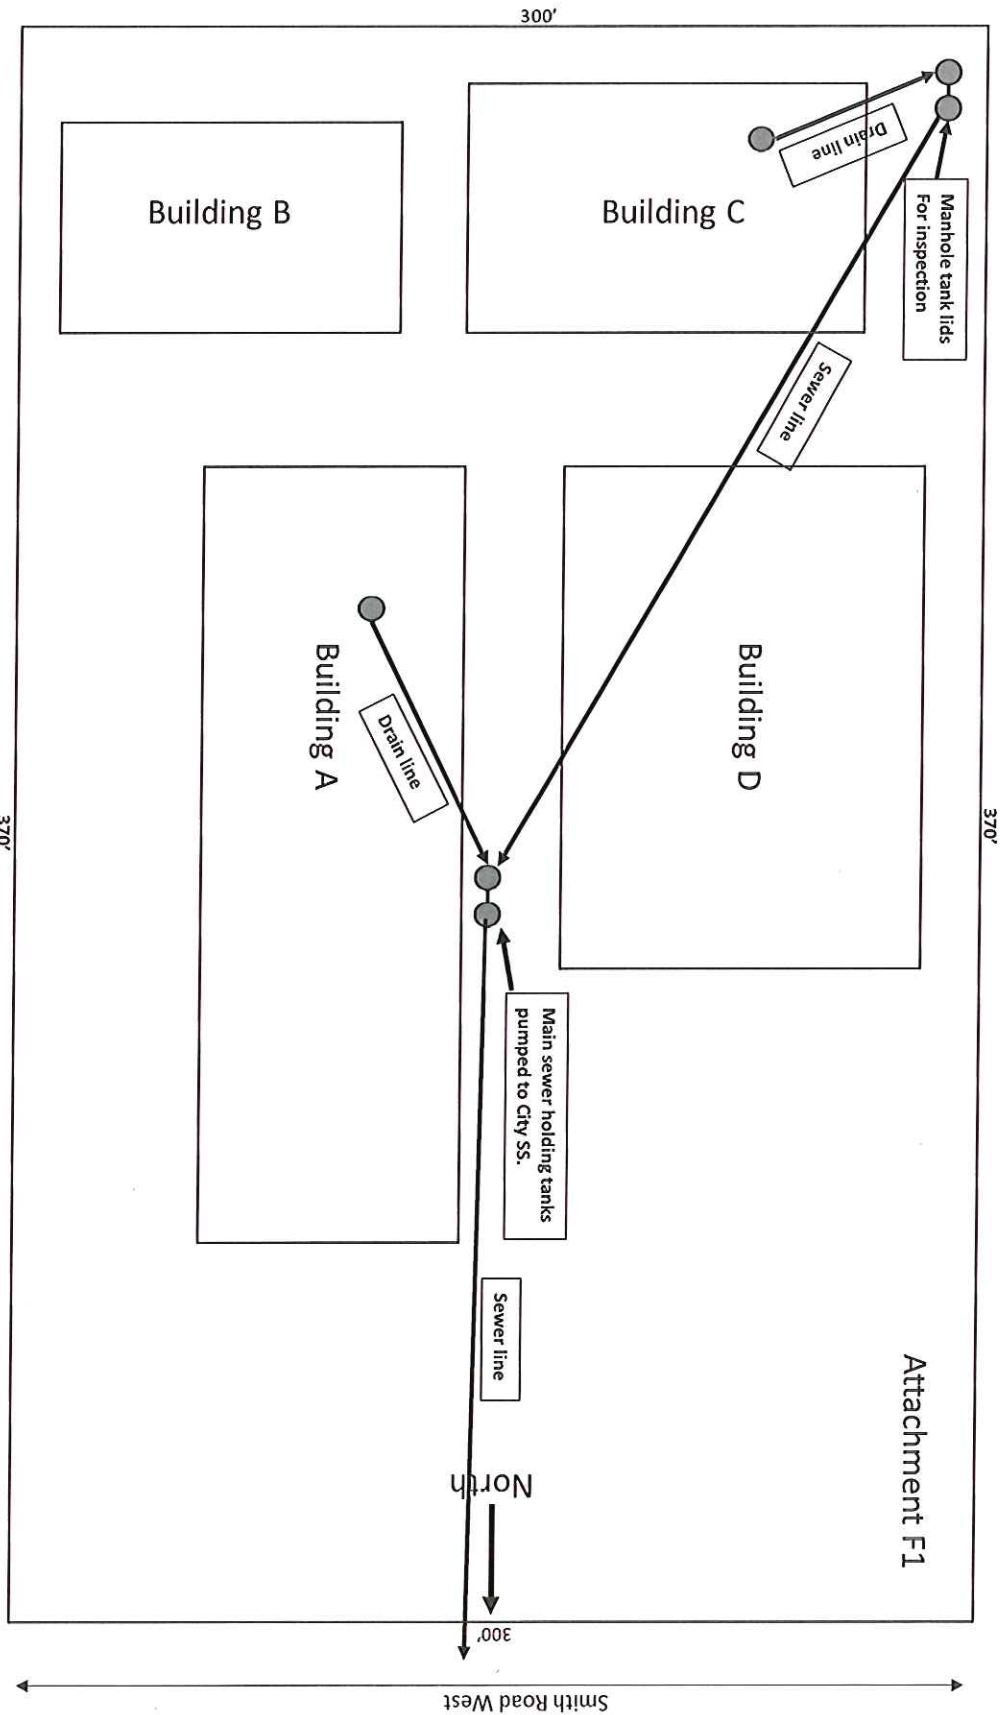 300'
Building B
Building C
Drain line
Manhole tank lids
For inspection
Sewer line
Building A
Building D
Drain line
370'
370'
Main sewer holding tanks
pumped to City SS.
Sewer line
Attachment F1
North
300'
Smith Road West